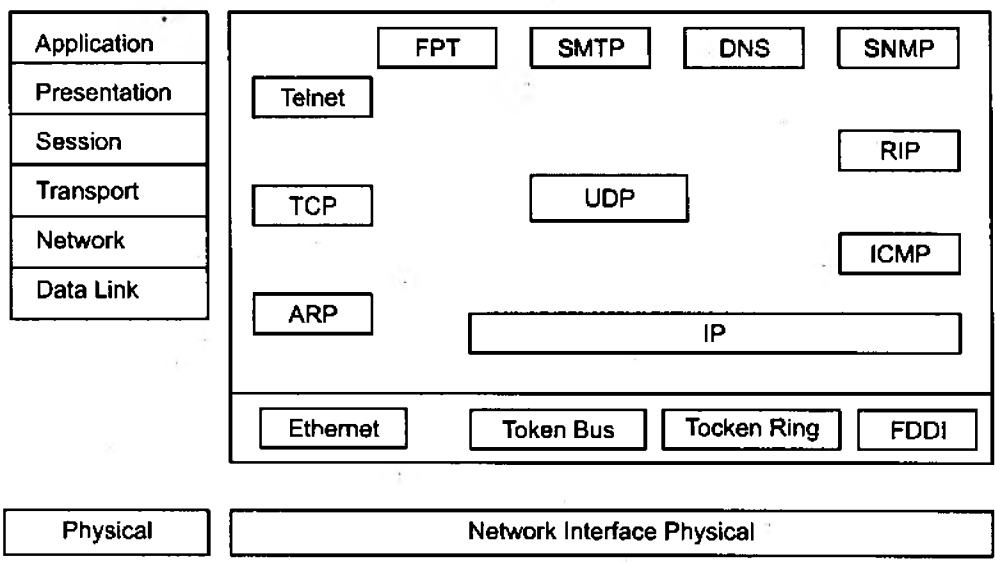 Application
Presentation
Session
Transport
Network
Data Link
FPT
SMTP
DNS
SNMP
Telnet
RIP
TCP
UDP
ICMP
ARP
IP
Ethernet
Token Bus
Tocken Ring
FDDI
Physical
Network Interface Physical